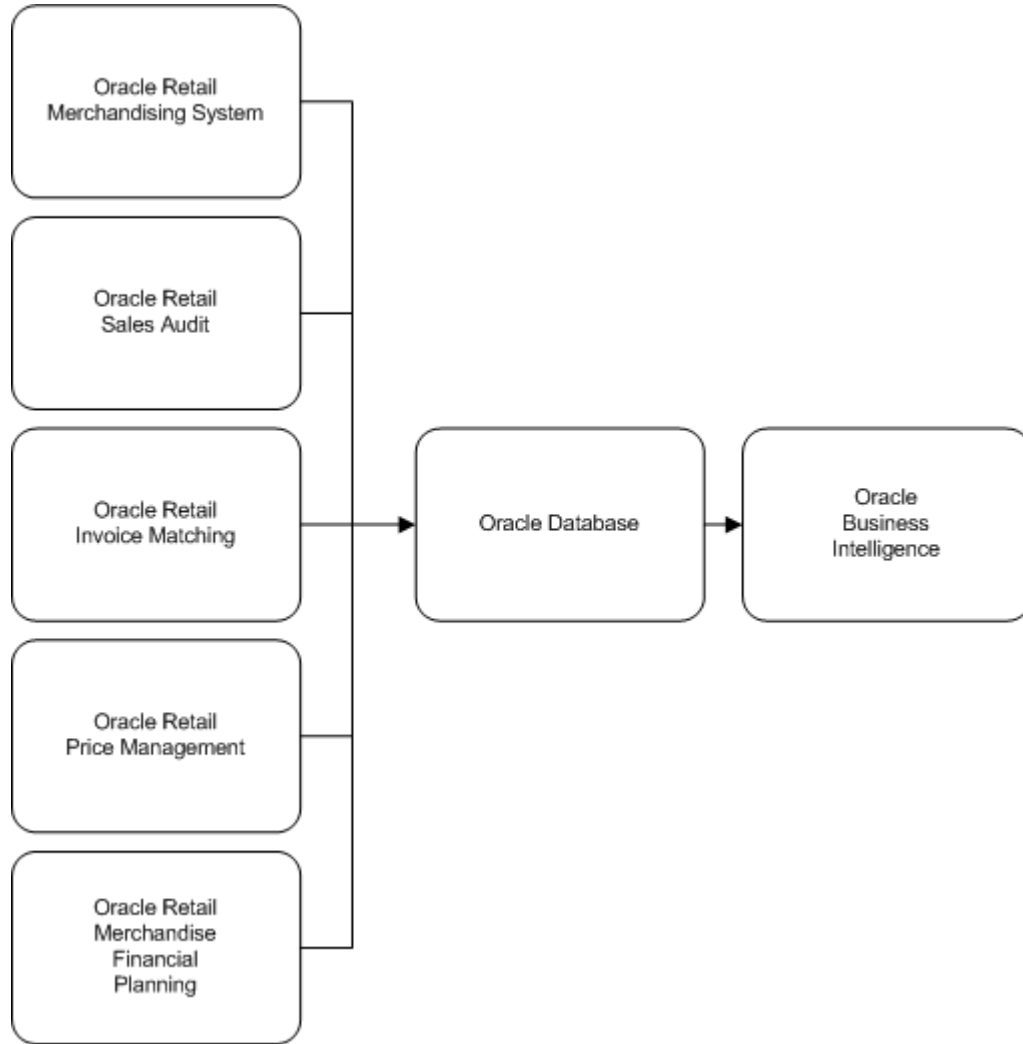 Oracle Retail
Merchandising System
Oracle Retail
Sales Audit
Oracle Retail
Invoice Matching
Oracle Database
Oracle
Business
Intelligence
Oracle Retail
Price Management
Oracle Retail
Merchandise
Financial
Planning